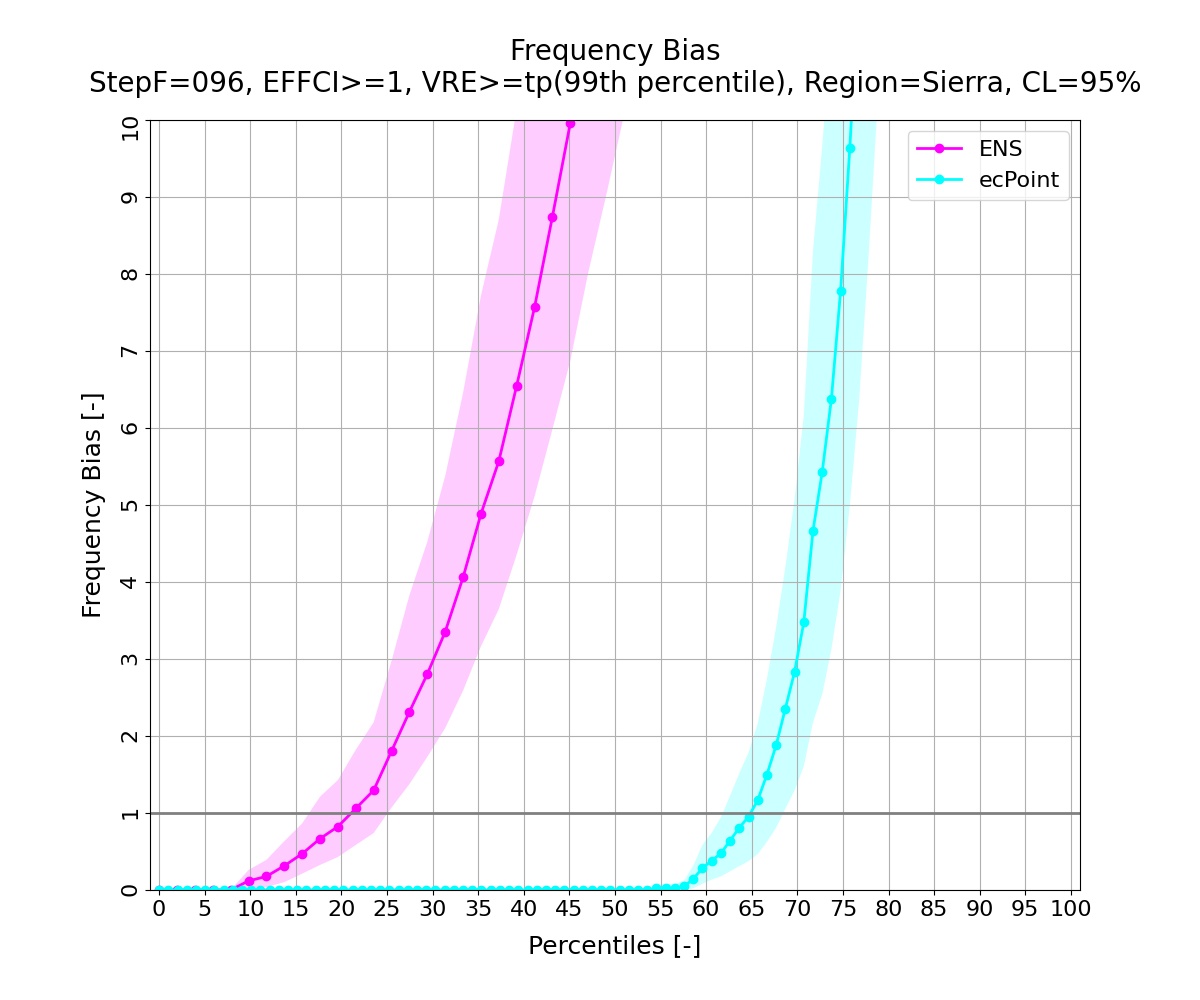 Frequency Bias
StepF=096, EFFCI>=1, VRE>=tp(99th percentile), Region=Sierra, CL=95%
10
9
8
7
6
5
4
3
2
1
0
Frequency Bias [-]
ENS
ecPoint
0 5 10 15 20 25 30 35 40 45 50 55 60 65 70 75 80 85 90 95 100
Percentiles [-]